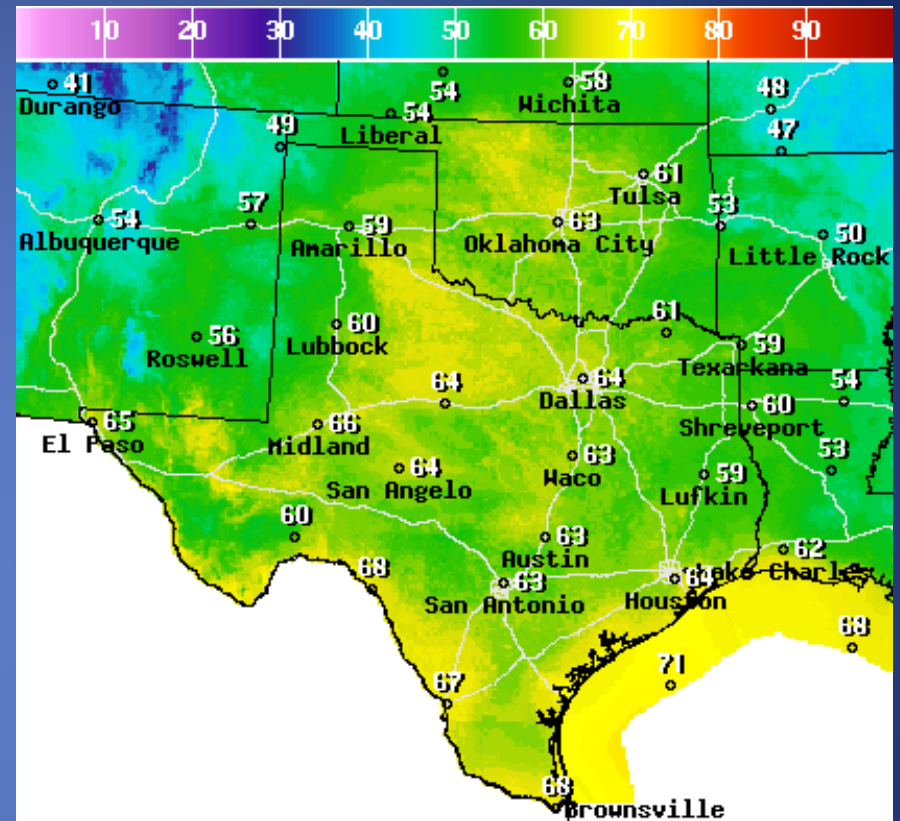 10 20 30 40 50 60 70 80 90
41
Durango
54
54
Liberal
58
Wichita
48
47
49
61
Tulsa
54
Albuquerque
57
59
Amarillo
63
Oklahoma City
53
50
Little Rock
56
Roswell
60
Lubbock
61
59
Texarkana
64
64
Dallas
54
65
El Paso
66
Midland
60
Shreveport
64
San Angelo
63
Waco
59
Lufkin
53
60
63
Austin
62
Lake Charles
68
63
San Antonio
64
Houston
68
71
67
68
Brownsville